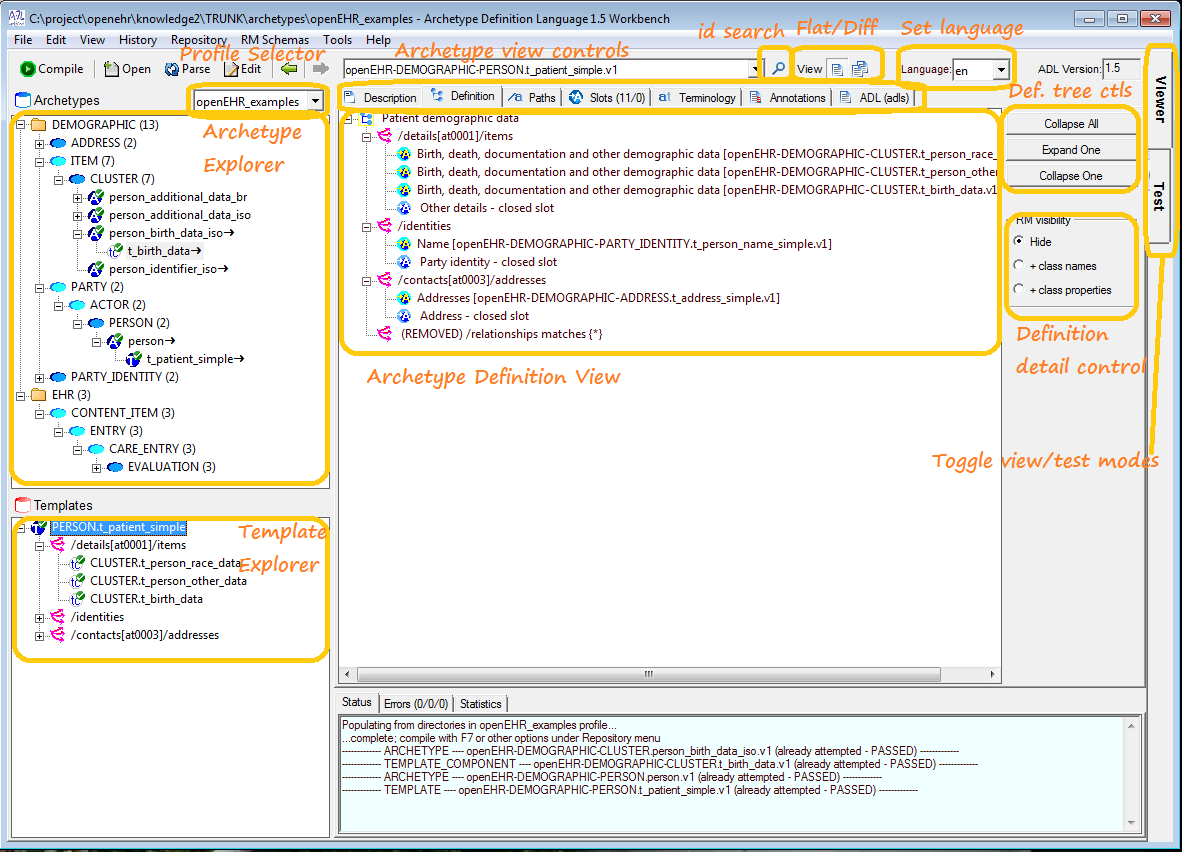 C:\project\openehr\knowledge2\TRUNK\archetypes\openEHR_examples - Archetype Definition Language 1.5 Workbench
File Edit View History Repository RM Schemas Tools Help
Profile Selector
Archetype view controls
id search
Flat/Diff
Set language
Compile Open Parse Edit
openEHR-DEMOGRAPHIC-PERSON.t_patient_simple.v1
View
Language: en
ADL Version: 1.5
Archetypes
openEHR_examples
Archetype
Explorer
DEMOGRAPHIC (13)
ADDRESS (2)
ITEM (7)
CLUSTER (7)
person_additional_data_br
person_additional_data_iso
person_birth_data_iso→
t_birth_data→
person_identifier_iso→
PARTY (2)
ACTOR (2)
PERSON (2)
person→
t_patient_simple→
PARTY_IDENTITY (2)
EHR (3)
CONTENT_ITEM (3)
ENTRY (3)
CARE_ENTRY (3)
EVALUATION (3)
Templates
PERSON.t_patient_simple
Template
Explorer
/details[at0001]/items
CLUSTER.t_person_race_data
CLUSTER.t_person_other_data
CLUSTER.t_birth_data
/identities
/contacts[at0003]/addresses
Description Definition Paths Slots (11/0) Terminology Annotations ADL (adls)
Patient demographic data
/details[at0001]/items
Birth, death, documentation and other demographic data [openEHR-DEMOGRAPHIC-CLUSTER.t_person_race_
Birth, death, documentation and other demographic data [openEHR-DEMOGRAPHIC-CLUSTER.t_person_other_
Birth, death, documentation and other demographic data [openEHR-DEMOGRAPHIC-CLUSTER.t_birth_data.v1
Other details - closed slot
/identities
Name [openEHR-DEMOGRAPHIC-PARTY_IDENTITY.t_person_name_simple.v1]
Party identity - closed slot
/contacts[at0003]/addresses
Addresses [openEHR-DEMOGRAPHIC-ADDRESS.t_address_simple.v1]
Address - closed slot
(REMOVED) /relationships matches {*}
Archetype Definition View
Def. tree ctls
Collapse All
Expand One
Collapse One
RM visibility
Hide
+ class names
+ class properties
Definition
detail control
Toggle view/test modes
Viewer
Test
Status Errors (0/0/0) Statistics
Populating from directories in openEHR_examples profile...
...complete; compile with F7 or other options under Repository menu
------------- ARCHETYPE ---- openEHR-DEMOGRAPHIC-CLUSTER.person_birth_data_iso.v1 (already attempted - PASSED) -------------
------------- TEMPLATE_COMPONENT ---- openEHR-DEMOGRAPHIC-CLUSTER.t_birth_data.v1 (already attempted - PASSED) -------------
------------- ARCHETYPE ---- openEHR-DEMOGRAPHIC-PERSON.person.v1 (already attempted - PASSED) -------------
------------- TEMPLATE ---- openEHR-DEMOGRAPHIC-PERSON.t_patient_simple.v1 (already attempted - PASSED) -------------